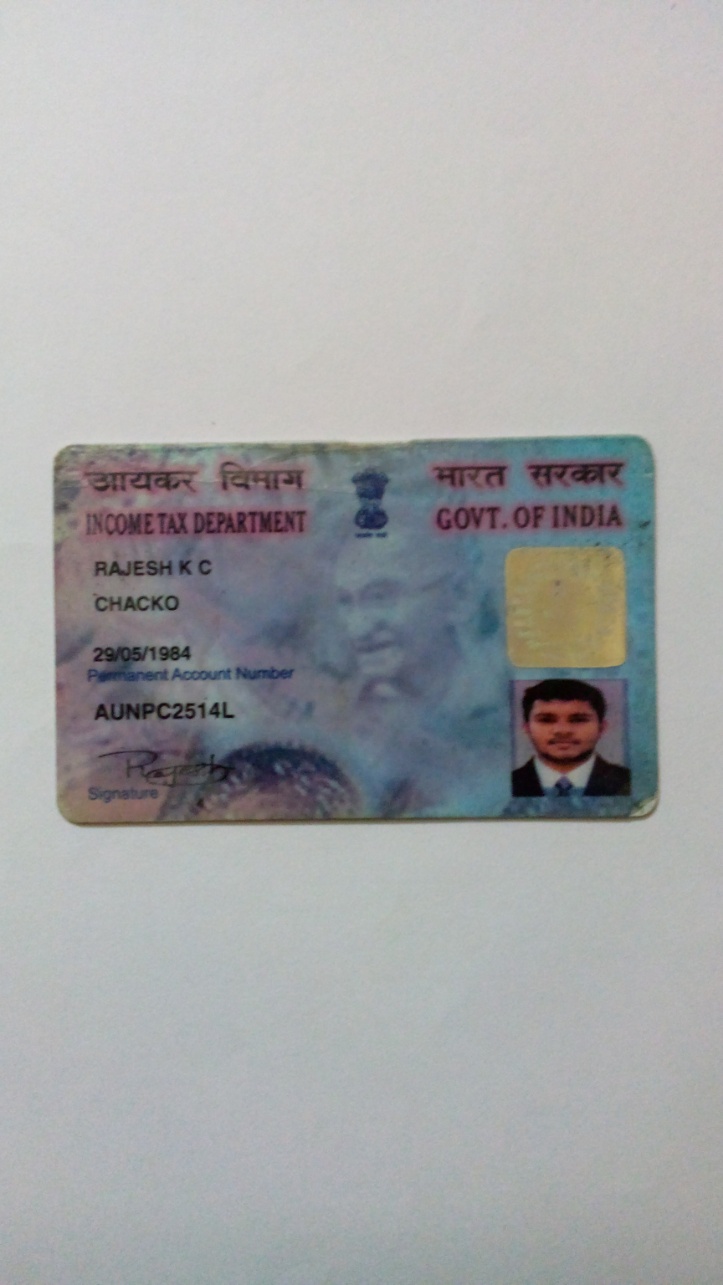 आयकर विभाग
भारत सरकार
INCOME TAX DEPARTMENT
GOVT. OF INDIA
RAJESH K C
CHACKO
29/05/1984
Permanent Account Number
AUNPC2514L
Rajesh
Signature